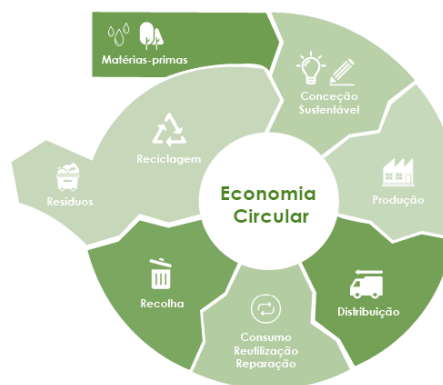 Matérias-primas
Conceção
Sustentável
Produção
Distribuição
Consumo
Reutilização
Reparação
Recolha
Resíduos
Reciclagem
Economia
Circular